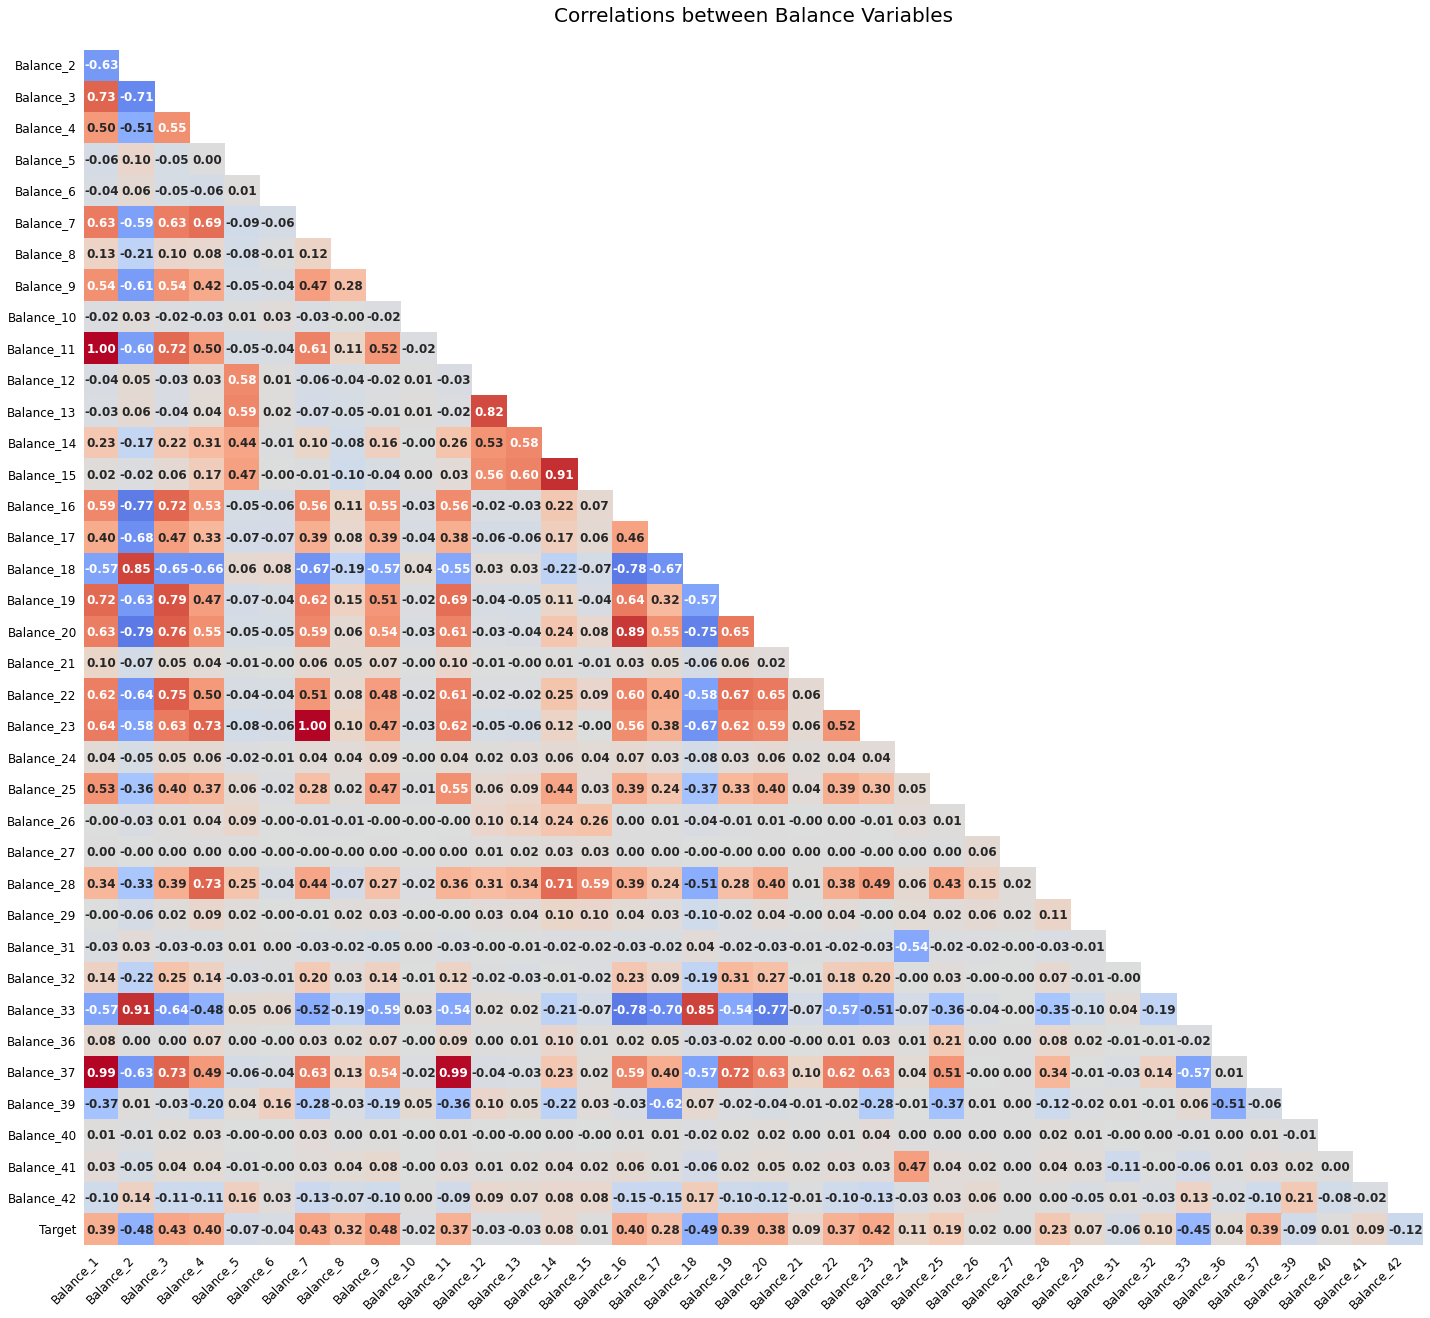 Correlations between Balance Variables
Balance_2 -0.63
Balance_3 0.73 -0.71
Balance_4 0.50 -0.51 0.55
Balance_5 -0.06 0.10 -0.05 0.00
Balance_6 -0.04 0.06 -0.05 -0.06 0.01
Balance_7 0.63 -0.59 0.63 0.69 -0.09 -0.06
Balance_8 0.13 -0.21 0.10 0.08 -0.08 -0.01 0.12
Balance_9 0.54 -0.61 0.54 0.42 -0.05 -0.04 0.47 0.28
Balance_10 -0.02 0.03 -0.02 -0.03 0.01 0.03 -0.03 -0.00 -0.02
Balance_11 1.00 -0.60 0.72 0.50 -0.05 -0.04 0.61 0.11 0.52 -0.02
Balance_12 -0.04 0.05 -0.03 0.03 0.58 0.01 -0.06 -0.04 -0.02 0.01 -0.03
Balance_13 -0.03 0.06 -0.04 0.04 0.59 0.02 -0.07 -0.05 -0.01 0.01 -0.02 0.82
Balance_14 0.23 -0.17 0.22 0.31 0.44 -0.01 0.10 -0.08 0.16 -0.00 0.26 0.53 0.58
Balance_15 0.02 -0.02 0.06 0.17 0.47 -0.00 -0.01 -0.10 -0.04 0.00 0.03 0.56 0.60 0.91
Balance_16 0.59 -0.77 0.72 0.53 -0.05 -0.06 0.56 0.11 0.55 -0.03 0.56 -0.02 -0.03 0.22 0.07
Balance_17 0.40 -0.68 0.47 0.33 -0.07 -0.07 0.39 0.08 0.39 -0.04 0.38 -0.06 -0.06 0.17 0.06 0.46
Balance_18 -0.57 0.85 -0.65 -0.66 0.06 0.08 -0.67 -0.19 -0.57 0.04 -0.55 0.03 0.03 -0.22 -0.07 -0.78 -0.67
Balance_19 0.72 -0.63 0.79 0.47 -0.07 -0.04 0.62 0.15 0.51 -0.02 0.69 -0.04 -0.05 0.11 -0.04 0.64 0.32 -0.57
Balance_20 0.63 -0.79 0.76 0.55 -0.05 -0.05 0.59 0.06 0.54 -0.03 0.61 -0.03 -0.04 0.24 0.08 0.89 0.55 -0.75 0.65
Balance_21 0.10 -0.07 0.05 0.04 -0.01 -0.00 0.06 0.05 0.07 -0.00 0.10 -0.01 -0.00 0.01 -0.01 0.03 0.05 -0.06 0.06 0.02
Balance_22 0.62 -0.64 0.75 0.50 -0.04 -0.04 0.51 0.08 0.48 -0.02 0.61 -0.02 -0.02 0.25 0.09 0.60 0.40 -0.58 0.67 0.65 0.06
Balance_23 0.64 -0.58 0.63 0.73 -0.08 -0.06 1.00 0.10 0.47 -0.03 0.62 -0.05 -0.06 0.12 -0.00 0.56 0.38 -0.67 0.62 0.59 0.06 0.52
Balance_24 0.04 -0.05 0.05 0.06 -0.02 -0.01 0.04 0.04 0.09 -0.00 0.04 0.02 0.03 0.06 0.04 0.07 0.03 -0.08 0.03 0.06 0.02 0.04 0.04
Balance_25 0.53 -0.36 0.40 0.37 0.06 -0.02 0.28 0.02 0.47 -0.01 0.55 0.06 0.09 0.44 0.03 0.39 0.24 -0.37 0.33 0.40 0.04 0.39 0.30 0.05
Balance_26 -0.00 -0.03 0.01 0.04 0.09 -0.00 -0.01 -0.01 -0.00 -0.00 -0.00 0.10 0.14 0.24 0.26 0.00 0.01 -0.04 -0.01 0.01 -0.00 0.00 -0.01 0.03 0.01
Balance_27 0.00 -0.00 0.00 0.00 0.00 -0.00 -0.00 -0.00 0.00 -0.00 0.00 0.01 0.02 0.03 0.03 0.00 0.00 -0.00 -0.00 0.00 -0.00 0.00 -0.00 0.00 0.00 0.06
Balance_28 0.34 -0.33 0.39 0.73 0.25 -0.04 0.44 -0.07 0.27 -0.02 0.36 0.31 0.34 0.71 0.59 0.39 0.24 -0.51 0.28 0.40 0.01 0.38 0.49 0.06 0.43 0.15 0.02
Balance_29 -0.00 -0.06 0.02 0.09 0.02 -0.00 -0.01 0.02 0.03 -0.00 -0.00 0.03 0.04 0.10 0.10 0.04 0.03 -0.10 -0.02 0.04 -0.00 0.04 -0.00 0.04 0.02 0.06 0.02 0.11
Balance_31 -0.03 0.03 -0.03 -0.03 0.01 0.00 -0.03 -0.02 -0.05 0.00 -0.03 -0.00 -0.01 -0.02 -0.02 -0.03 -0.02 0.04 -0.02 -0.03 -0.01 -0.02 -0.03 -0.54 -0.02 -0.02 -0.00 -0.03 -0.01
Balance_32 0.14 -0.22 0.25 0.14 -0.03 -0.01 0.20 0.03 0.14 -0.01 0.12 -0.02 -0.03 -0.01 -0.02 0.23 0.09 -0.19 0.31 0.27 -0.01 0.18 0.20 -0.00 0.03 -0.00 -0.00 0.07 -0.01 -0.00
Balance_33 -0.57 0.91 -0.64 -0.48 0.05 0.06 -0.52 -0.19 -0.59 0.03 -0.54 0.02 0.02 -0.21 -0.07 -0.78 -0.70 0.85 -0.54 -0.77 -0.07 -0.57 -0.51 -0.07 -0.36 -0.04 -0.00 -0.35 -0.10 0.04 -0.19
Balance_36 0.08 0.00 0.00 0.07 -0.00 -0.00 0.03 0.02 0.07 -0.00 0.09 0.00 0.01 0.10 0.01 0.02 0.05 -0.03 -0.02 0.00 -0.00 0.01 0.03 0.01 0.21 0.00 0.00 0.08 0.02 -0.01 -0.01 -0.02
Balance_37 0.99 -0.63 0.73 0.49 -0.06 -0.04 0.63 0.13 0.54 -0.02 0.99 -0.04 -0.03 0.23 0.02 0.59 0.40 -0.57 0.72 0.63 0.10 0.62 0.63 0.04 0.51 -0.00 0.00 0.34 -0.01 -0.03 0.14 -0.57 0.01
Balance_39 -0.37 0.01 -0.03 -0.20 0.04 0.16 -0.28 -0.03 -0.19 0.05 -0.36 0.10 0.05 -0.22 0.03 -0.03 -0.62 0.07 -0.02 -0.04 -0.01 -0.02 -0.28 -0.01 -0.37 0.01 0.00 -0.12 -0.02 0.01 -0.01 0.06 -0.51 -0.06
Balance_40 0.01 -0.01 0.02 0.03 -0.00 -0.00 0.03 0.00 0.01 -0.00 0.01 -0.00 -0.00 0.00 -0.00 0.01 0.01 -0.02 0.02 0.02 0.00 0.01 0.04 0.00 0.00 0.00 0.00 0.02 0.01 -0.00 0.00 -0.01 0.00 0.01 -0.01
Balance_41 0.03 -0.05 0.04 0.04 -0.01 -0.00 0.03 0.04 0.08 -0.00 0.03 0.01 0.02 0.04 0.02 0.06 0.01 -0.06 0.02 0.05 0.02 0.03 0.03 0.47 0.04 0.02 0.00 0.04 0.03 -0.11 -0.00 -0.06 0.01 0.03 0.02 0.00
Balance_42 -0.10 0.14 -0.11 -0.11 0.16 0.03 -0.13 -0.07 -0.10 0.00 -0.09 0.09 0.07 0.08 0.08 -0.15 -0.15 0.17 -0.10 -0.12 -0.01 -0.10 -0.13 -0.03 0.03 0.06 0.00 0.00 -0.05 0.01 -0.03 0.13 -0.02 -0.10 0.21 -0.08 -0.02
Target 0.39 -0.48 0.43 0.40 -0.07 -0.04 0.43 0.32 0.48 -0.02 0.37 -0.03 -0.03 0.08 0.01 0.40 0.28 -0.49 0.39 0.38 0.09 0.37 0.42 0.11 0.19 0.02 0.00 0.23 0.07 -0.06 0.10 -0.45 0.04 0.39 -0.09 0.01 0.09 -0.12
Balance_1 Balance_2 Balance_3 Balance_4 Balance_5 Balance_6 Balance_7 Balance_8 Balance_9 Balance_10 Balance_11 Balance_12 Balance_13 Balance_14 Balance_15 Balance_16 Balance_17 Balance_18 Balance_19 Balance_20 Balance_21 Balance_22 Balance_23 Balance_24 Balance_25 Balance_26 Balance_27 Balance_28 Balance_29 Balance_31 Balance_32 Balance_33 Balance_36 Balance_37 Balance_39 Balance_40 Balance_41 Balance_42